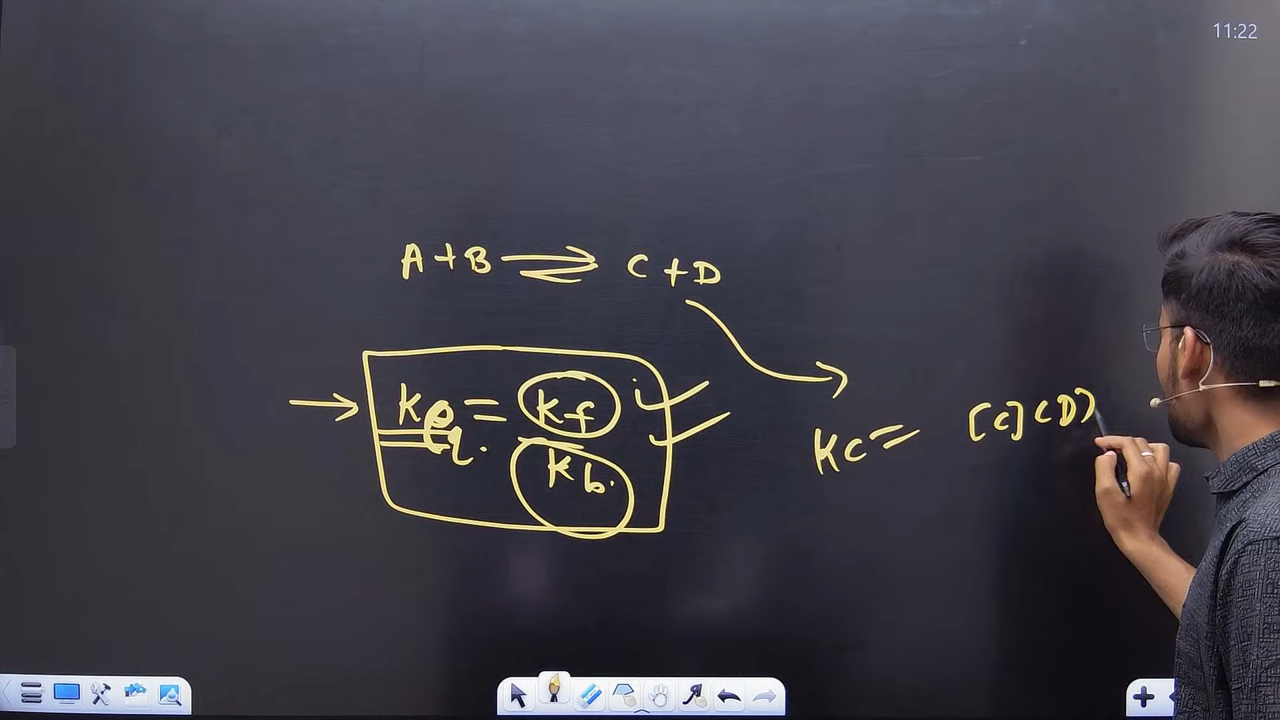 11:22
A + B ⇌ C + D
→ Keq. = Kf
Kb.
Kc = [C] [D]